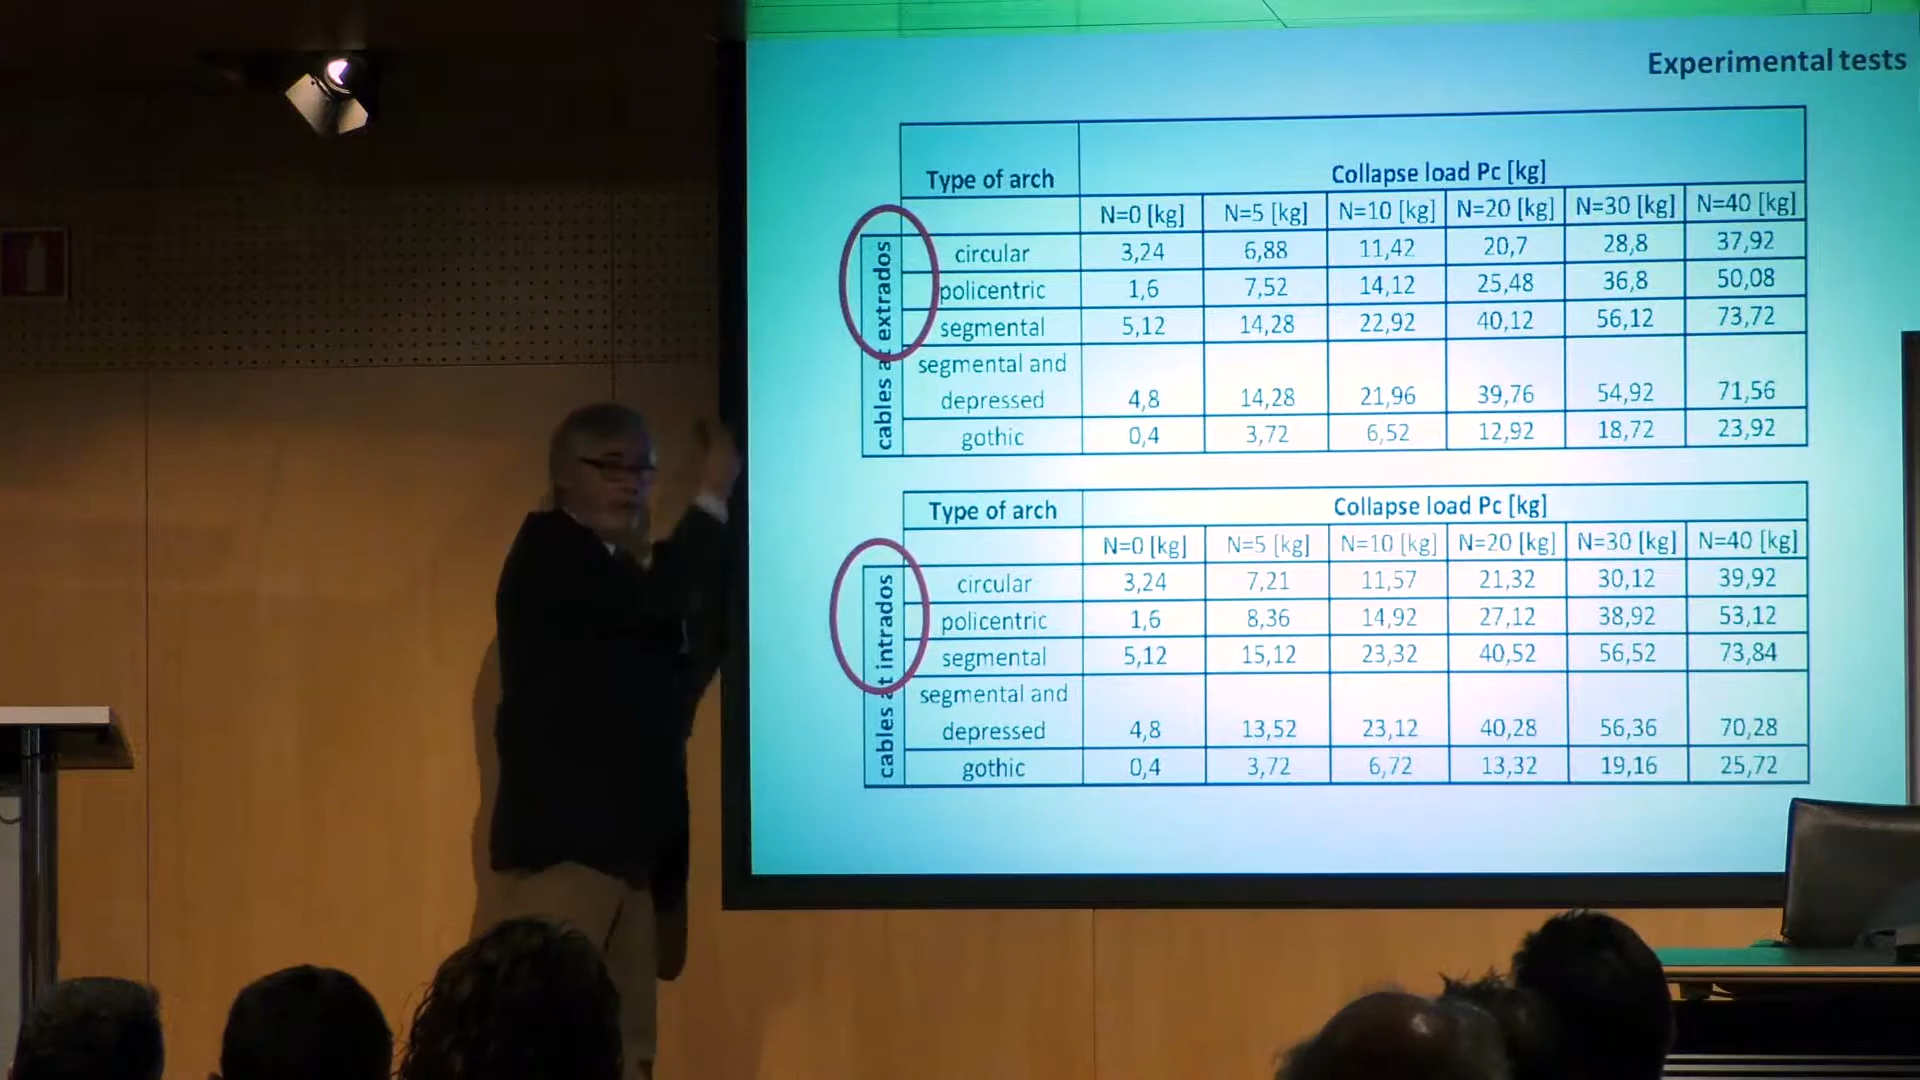 Experimental tests
Type of arch Collapse load Pc [kg]
N=0 [kg] N=5 [kg] N=10 [kg] N=20 [kg] N=30 [kg] N=40 [kg]
cables at extrados
circular 3,24 6,88 11,42 20,7 28,8 37,92
policentric 1,6 7,52 14,12 25,48 36,8 50,08
segmental 5,12 14,28 22,92 40,12 56,12 73,72
segmental and
depressed 4,8 14,28 21,96 39,76 54,92 71,56
gothic 0,4 3,72 6,52 12,92 18,72 23,92
Type of arch Collapse load Pc [kg]
N=0 [kg] N=5 [kg] N=10 [kg] N=20 [kg] N=30 [kg] N=40 [kg]
cables at intrados
circular 3,24 7,21 11,57 21,32 30,12 39,92
policentric 1,6 8,36 14,92 27,12 38,92 53,12
segmental 5,12 15,12 23,32 40,52 56,52 73,84
segmental and
depressed 4,8 13,52 23,12 40,28 56,36 70,28
gothic 0,4 3,72 6,72 13,32 19,16 25,72